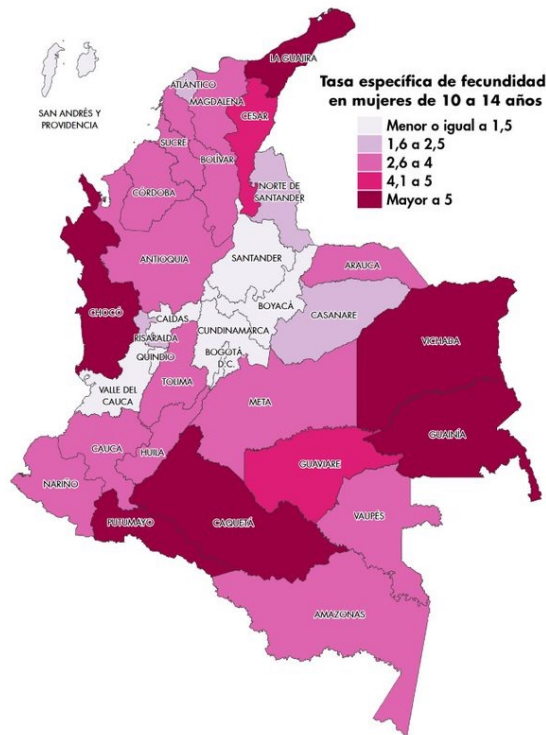 LA GUAJIRA
Tasa específica de fecundidad
en mujeres de 10 a 14 años
Menor o igual a 1,5
1,6 a 2,5
2,6 a 4
4,1 a 5
Mayor a 5
SAN ANDRÉS Y
PROVIDENCIA
ATLÁNTICO
MAGDALENA
CESAR
SUCRE
BOLÍVAR
CÓRDOBA
NORTE DE
SANTANDER
ANTIOQUIA
SANTANDER
ARAUCA
CHOCÓ
CALDAS
BOYACÁ
CASANARE
RISARALDA
CUNDINAMARCA
QUINDIO
BOGOTÁ
D.C.
VICHADA
VALLE DEL
CAUCA
TOLIMA
META
GUAINÍA
CAUCA
HUILA
GUAVIARE
NARIÑO
VAUPÉS
PUTUMAYO
CAQUETÁ
AMAZONAS